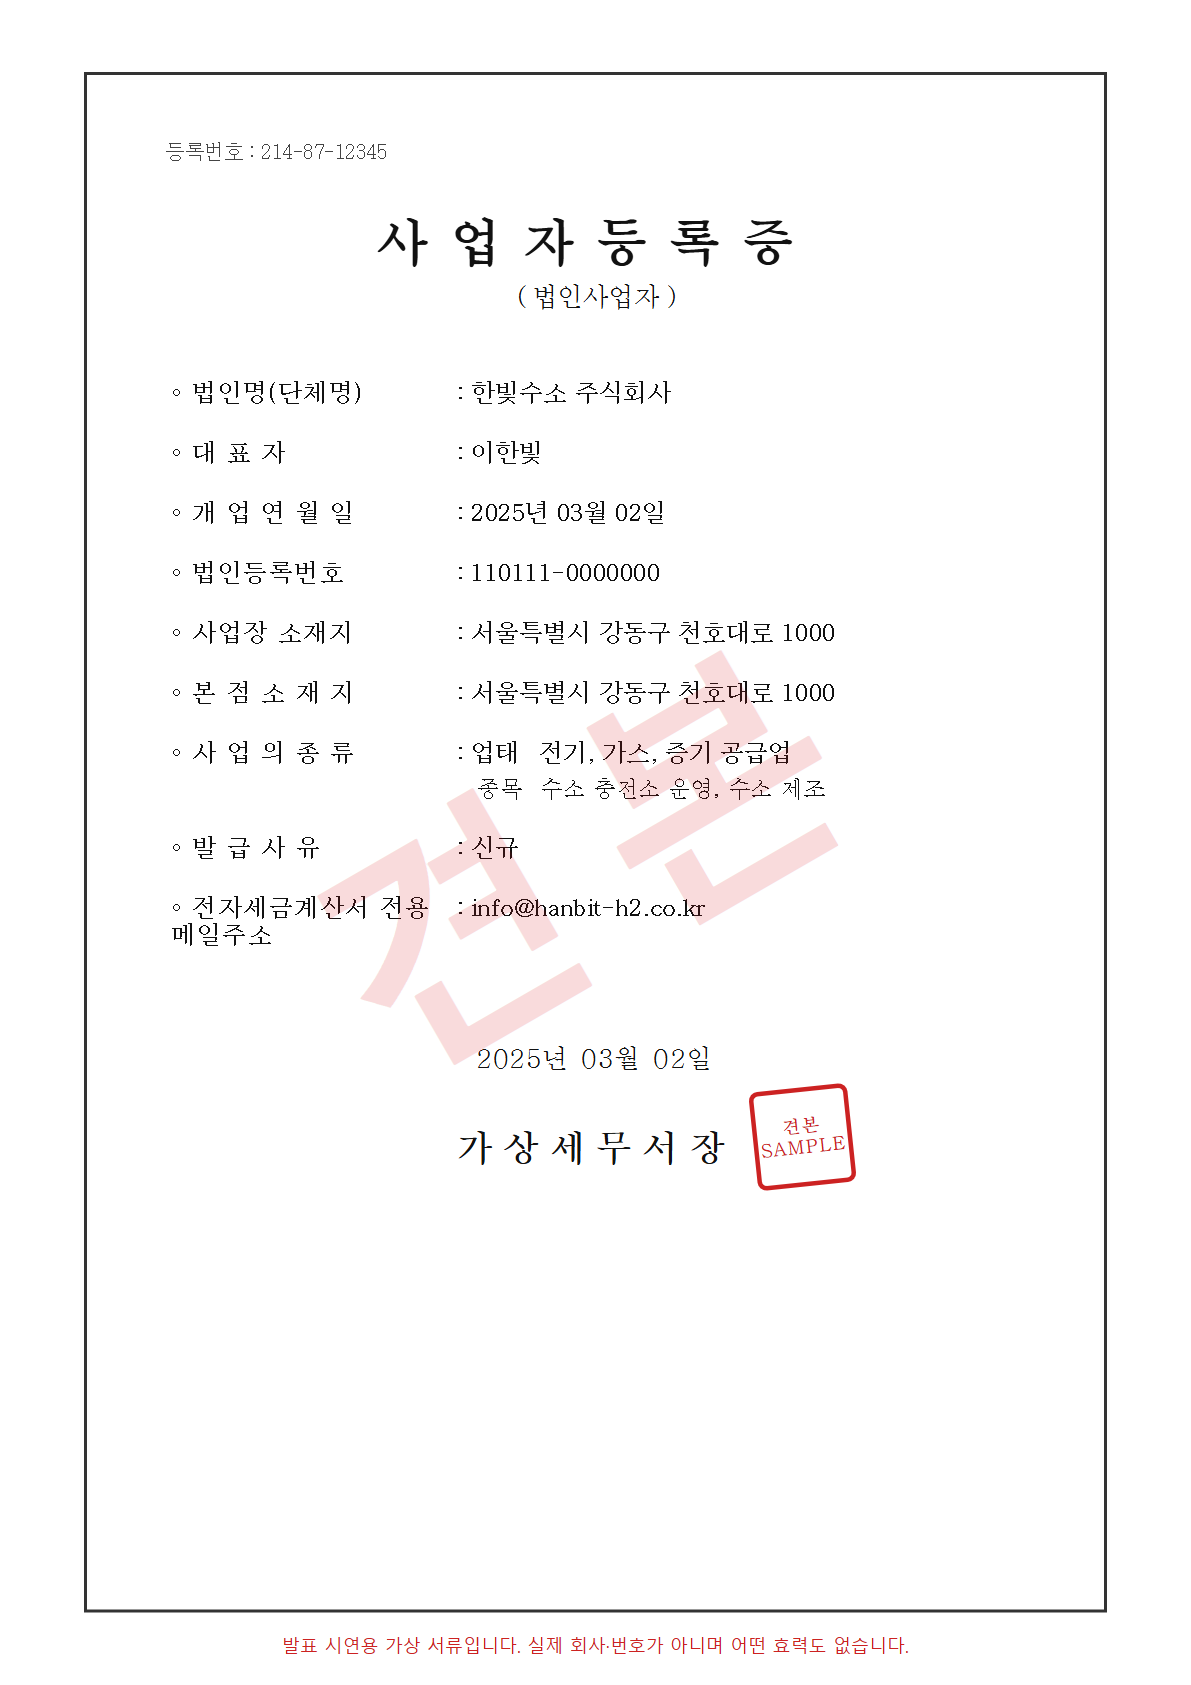 등록번호 : 214-87-12345
사업자등록증
( 법인사업자 )
◦ 법인명(단체명) : 한빛수소 주식회사
◦ 대 표 자 : 이한빛
◦ 개 업 연 월 일 : 2025년 03월 02일
◦ 법인등록번호 : 110111-0000000
◦ 사업장 소재지 : 서울특별시 강동구 천호대로 1000
◦ 본 점 소 재 지 : 서울특별시 강동구 천호대로 1000
◦ 사 업 의 종 류 : 업태 전기, 가스, 증기 공급업
종목 수소 충전소 운영, 수소 제조
◦ 발 급 사 유 : 신규
◦ 전자세금계산서 전용 : info@hanbit-h2.co.kr
메일주소
견본
2025년 03월 02일
가상세무서장
견본
SAMPLE
발표 시연용 가상 서류입니다. 실제 회사·번호가 아니며 어떤 효력도 없습니다.